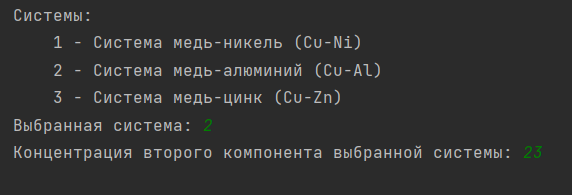 Системы:
1 - Система медь-никель (Cu-Ni)
2 - Система медь-алюминий (Cu-Al)
3 - Система медь-цинк (Cu-Zn)
Выбранная система: 2
Концентрация второго компонента выбранной системы: 23